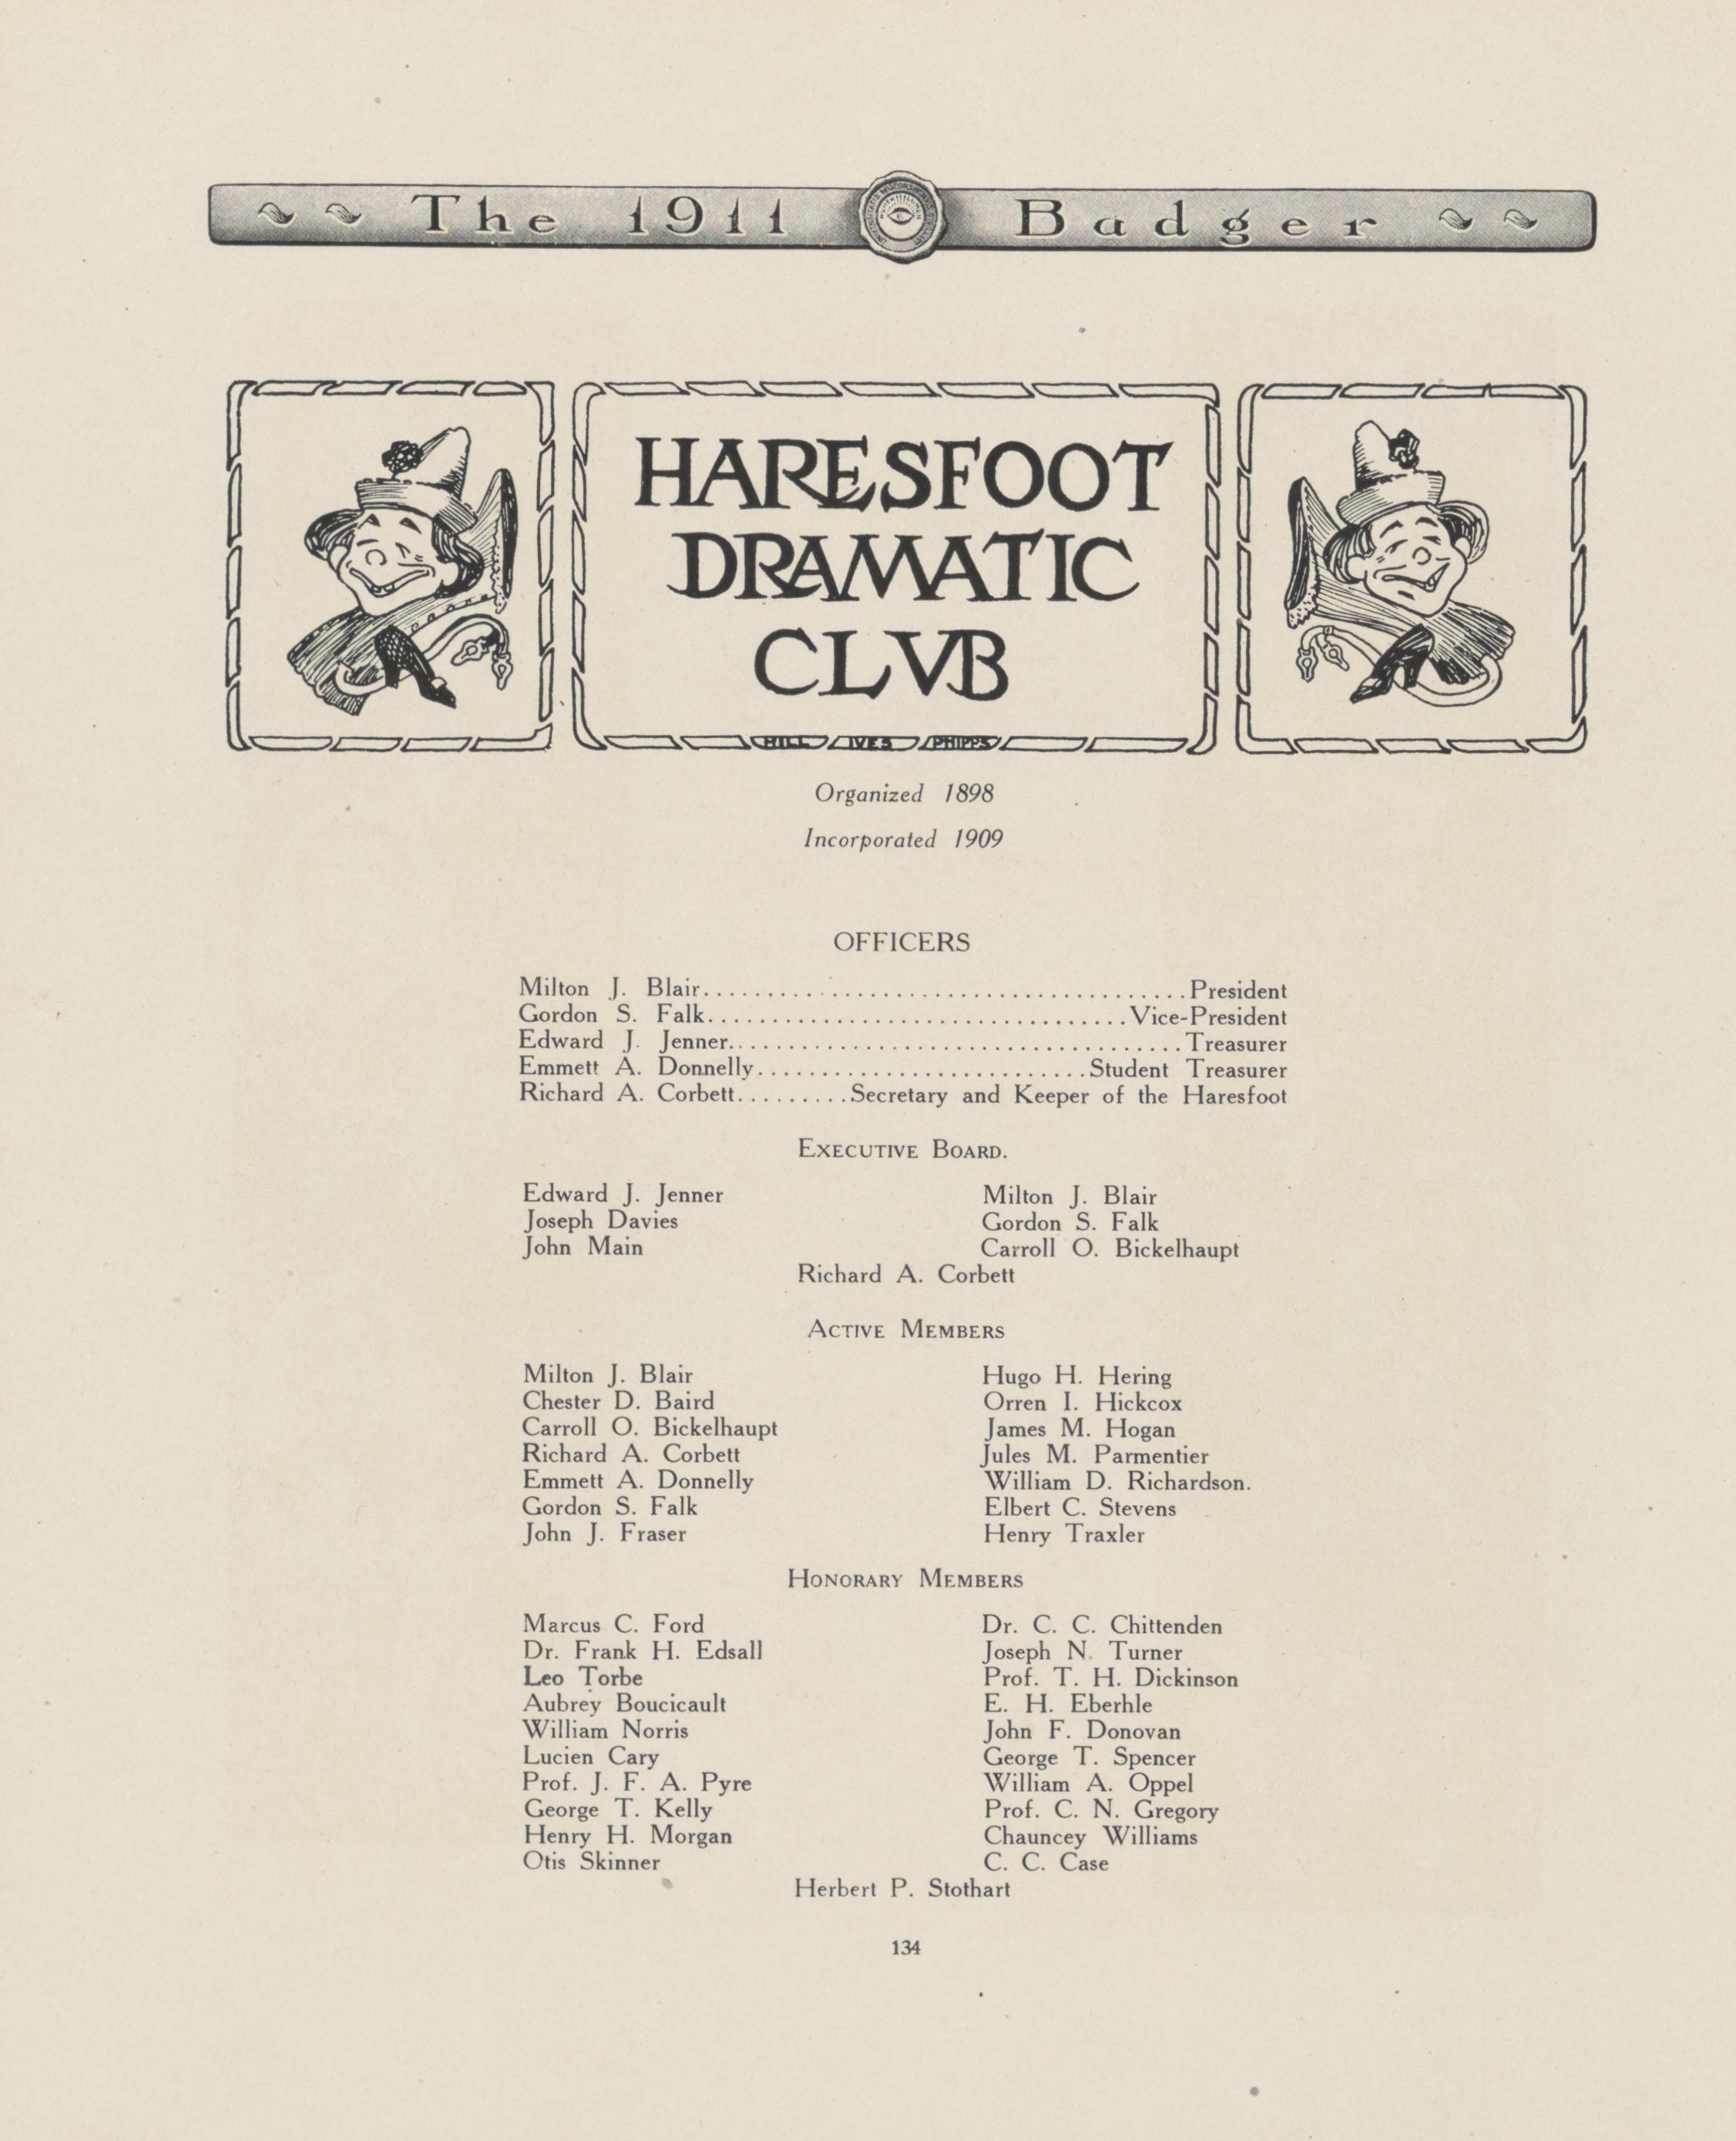 The 1911 Badger
HARESFOOT
DRAMATIC
CLVB
HILL IVES PHIPPS
Organized 1898
Incorporated 1909
OFFICERS
Milton J. Blair................................................President
Gordon S. Falk..........................................Vice-President
Edward J. Jenner.............................................Treasurer
Emmett A. Donnelly.................................Student Treasurer
Richard A. Corbett.........Secretary and Keeper of the Haresfoot
EXECUTIVE BOARD.
Edward J. Jenner Milton J. Blair
Joseph Davies Gordon S. Falk
John Main Carroll O. Bickelhaupt
Richard A. Corbett
ACTIVE MEMBERS
Milton J. Blair Hugo H. Hering
Chester D. Baird Orren I. Hickcox
Carroll O. Bickelhaupt James M. Hogan
Richard A. Corbett Jules M. Parmentier
Emmett A. Donnelly William D. Richardson.
Gordon S. Falk Elbert C. Stevens
John J. Fraser Henry Traxler
HONORARY MEMBERS
Marcus C. Ford Dr. C. C. Chittenden
Dr. Frank H. Edsall Joseph N. Turner
Leo Torbe Prof. T. H. Dickinson
Aubrey Boucicault E. H. Eberhle
William Norris John F. Donovan
Lucien Cary George T. Spencer
Prof. J. F. A. Pyre William A. Oppel
George T. Kelly Prof. C. N. Gregory
Henry H. Morgan Chauncey Williams
Otis Skinner C. C. Case
Herbert P. Stothart
134